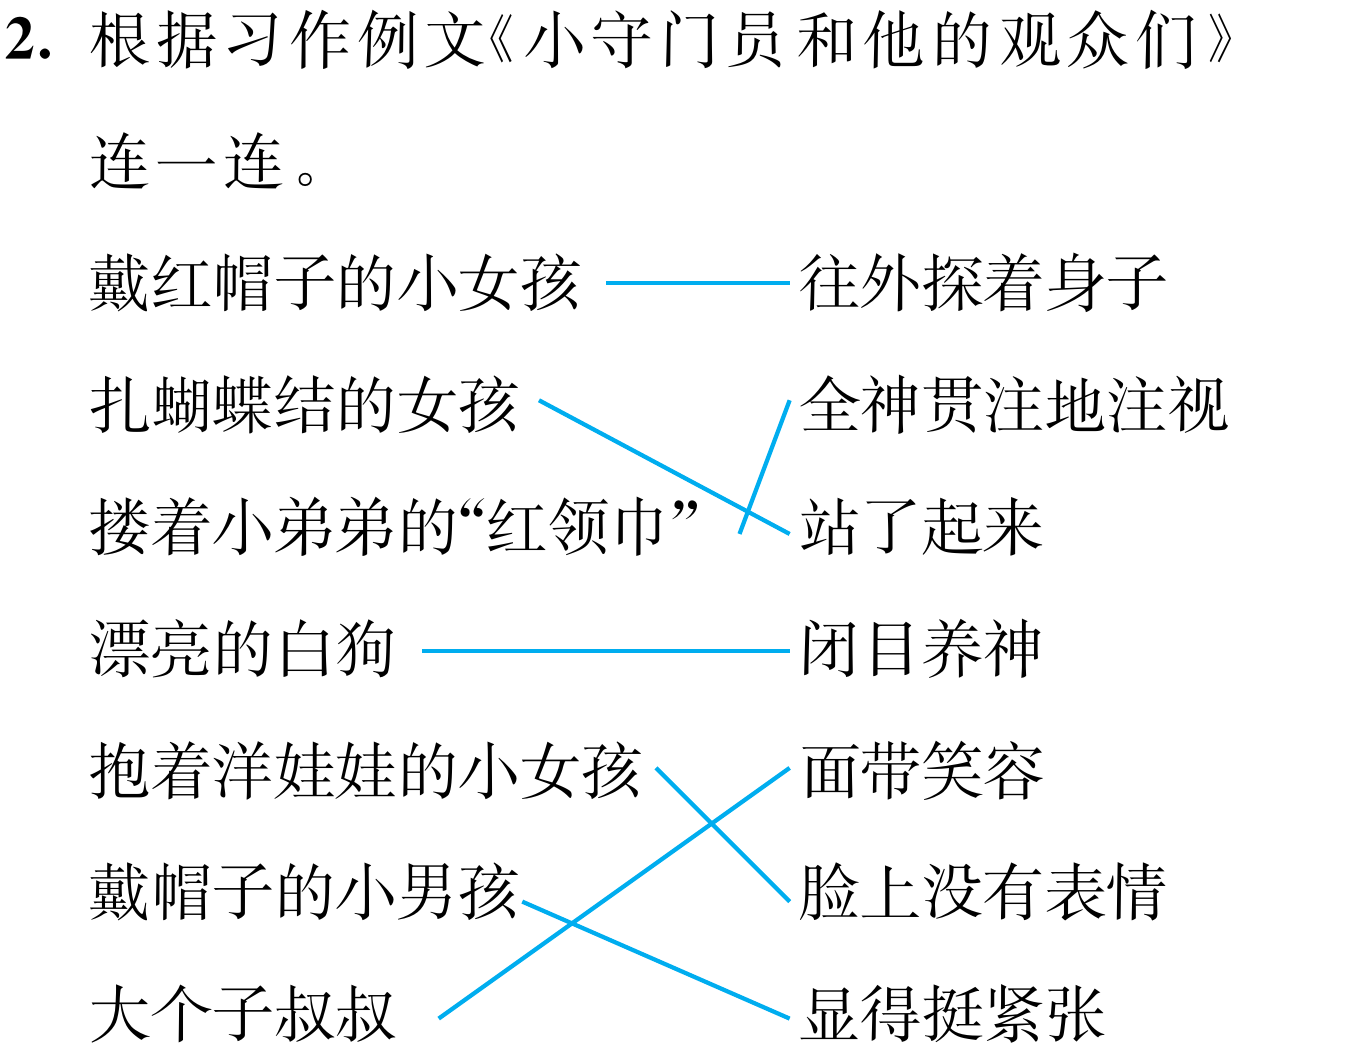 2. 根据习作例文《小守门员和他的观众们》
连一连。
戴红帽子的小女孩 往外探着身子
扎蝴蝶结的女孩 全神贯注地注视
搂着小弟弟的“红领巾” 站了起来
漂亮的白狗 闭目养神
抱着洋娃娃的小女孩 面带笑容
戴帽子的小男孩 脸上没有表情
大个子叔叔 显得挺紧张